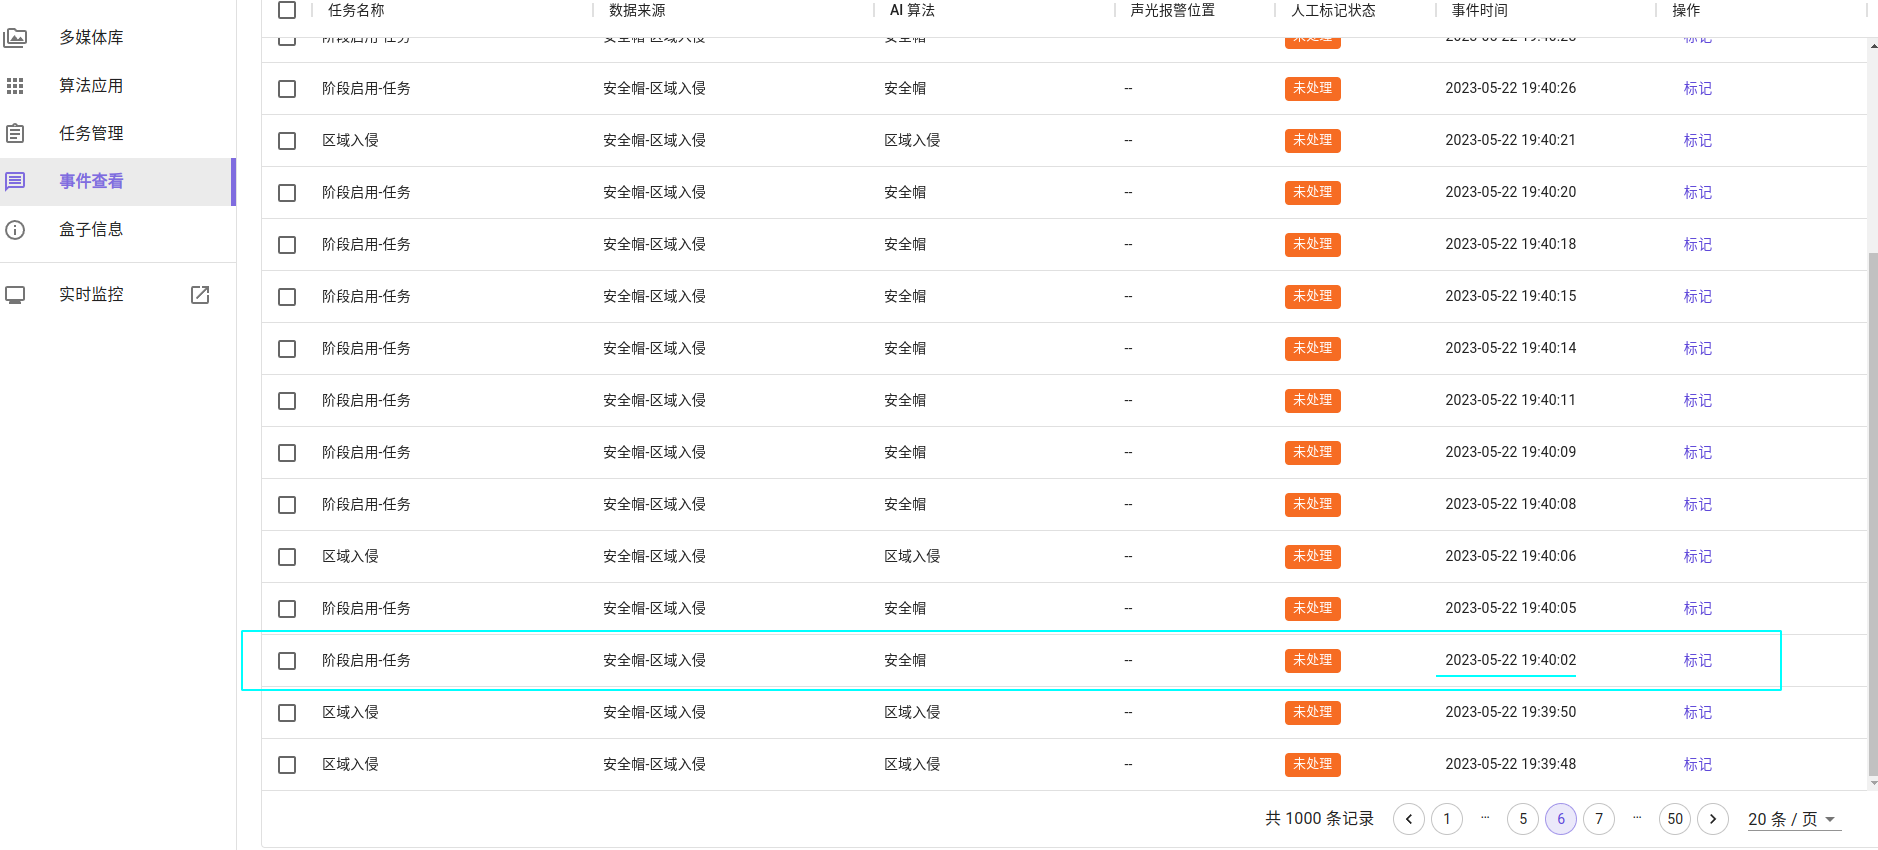 多媒体库
算法应用
任务管理
事件查看
盒子信息
实时监控
任务名称 数据来源 AI 算法 声光报警位置 人工标记状态 事件时间 操作
阶段启用-任务 安全帽-区域入侵 安全帽 -- 未处理 2023-05-22 19:40:26 标记
区域入侵 安全帽-区域入侵 区域入侵 -- 未处理 2023-05-22 19:40:21 标记
阶段启用-任务 安全帽-区域入侵 安全帽 -- 未处理 2023-05-22 19:40:20 标记
阶段启用-任务 安全帽-区域入侵 安全帽 -- 未处理 2023-05-22 19:40:18 标记
阶段启用-任务 安全帽-区域入侵 安全帽 -- 未处理 2023-05-22 19:40:15 标记
阶段启用-任务 安全帽-区域入侵 安全帽 -- 未处理 2023-05-22 19:40:14 标记
阶段启用-任务 安全帽-区域入侵 安全帽 -- 未处理 2023-05-22 19:40:11 标记
阶段启用-任务 安全帽-区域入侵 安全帽 -- 未处理 2023-05-22 19:40:09 标记
阶段启用-任务 安全帽-区域入侵 安全帽 -- 未处理 2023-05-22 19:40:08 标记
区域入侵 安全帽-区域入侵 区域入侵 -- 未处理 2023-05-22 19:40:06 标记
阶段启用-任务 安全帽-区域入侵 安全帽 -- 未处理 2023-05-22 19:40:05 标记
阶段启用-任务 安全帽-区域入侵 安全帽 -- 未处理 2023-05-22 19:40:02 标记
区域入侵 安全帽-区域入侵 区域入侵 -- 未处理 2023-05-22 19:39:50 标记
区域入侵 安全帽-区域入侵 区域入侵 -- 未处理 2023-05-22 19:39:48 标记
共 1000 条记录 1 ... 5 6 7 ... 50 20 条 / 页